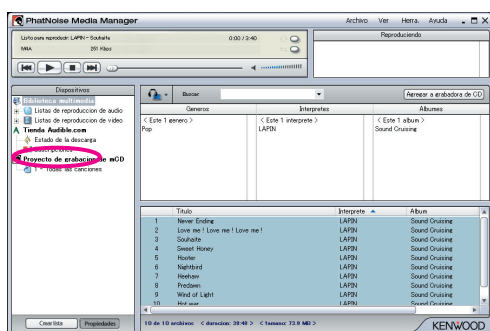 PhatNoise Media Manager
Archivo Ver Herra. Ayuda
Listo para reproducir: LAPIN - Souhaite
0:00 / 3:40
M4A 261 Kbps
Reproduciendo
Dispositivos
Biblioteca multimedia
Listas de reproduccion de audio
Listas de reproduccion de video
Tienda Audible.com
Estado de la descarga
Suscripciones
Proyecto de grabacion de mCD
1 - Todas las canciones
Crear lista Propiedades
Buscar
Agregar a grabadora de CD
Generos Interpretes Albumes
< Este 1 genero > < Este 1 interprete > < Este 1 album >
Pop LAPIN Sound Cruising
Titulo Interprete Album
1 Never Ending LAPIN Sound Cruising
2 Love me ! Love me ! Love me ! LAPIN Sound Cruising
3 Souhaite LAPIN Sound Cruising
4 Sweet Honey LAPIN Sound Cruising
5 Hooter LAPIN Sound Cruising
6 Nightbird LAPIN Sound Cruising
7 Heehaw LAPIN Sound Cruising
8 Predawn LAPIN Sound Cruising
9 Wind of Light LAPIN Sound Cruising
10 LAPIN Sound Cruising
10 de 10 archivos < duracion: 39:49 > < tamano: 73.9 MB >
KENWOOD